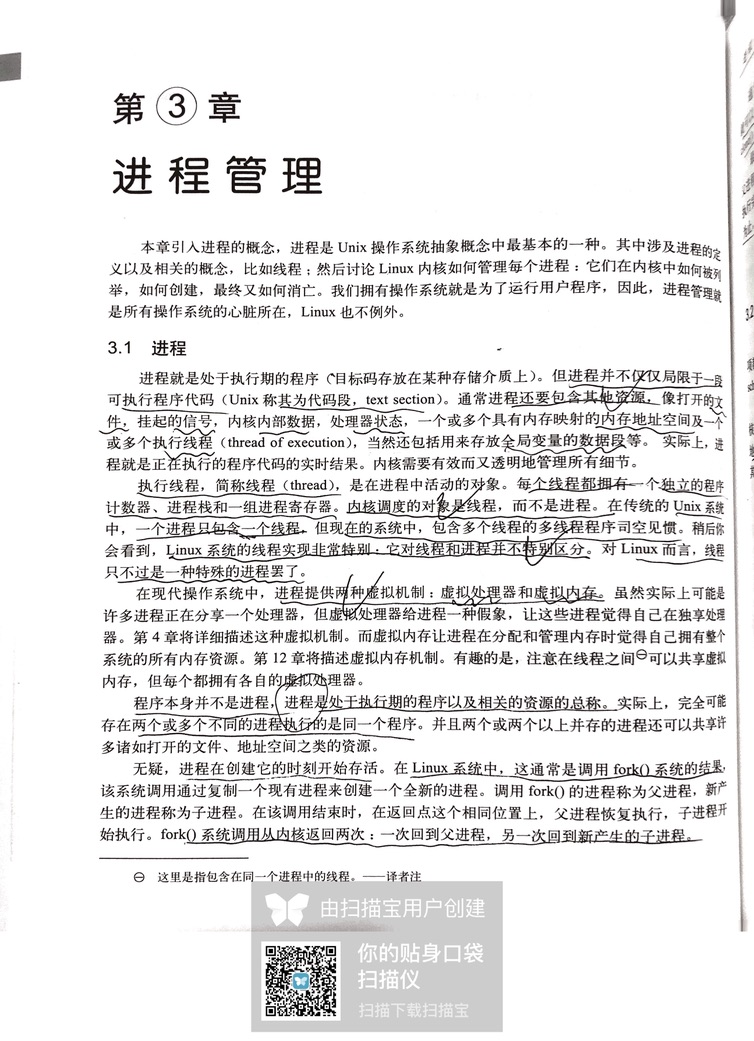 第③章
进程管理
本章引入进程的概念，进程是 Unix 操作系统抽象概念中最基本的一种。其中涉及进程的定
义以及相关的概念，比如线程；然后讨论 Linux 内核如何管理每个进程：它们在内核中如何被列
举，如何创建，最终又如何消亡。我们拥有操作系统就是为了运行用户程序，因此，进程管理就
是所有操作系统的心脏所在，Linux 也不例外。
3.1 进程
进程就是处于执行期的程序（目标码存放在某种存储介质上）。但进程并不仅仅局限于一段
可执行程序代码（Unix 称其为代码段，text section）。通常进程还要包含其他资源，像打开的文
件，挂起的信号，内核内部数据，处理器状态，一个或多个具有内存映射的内存地址空间及一个
或多个执行线程（thread of execution），当然还包括用来存放全局变量的数据段等。实际上，进
程就是正在执行的程序代码的实时结果。内核需要有效而又透明地管理所有细节。
执行线程，简称线程（thread），是在进程中活动的对象。每个线程都拥有一个独立的程序
计数器、进程栈和一组进程寄存器。内核调度的对象是线程，而不是进程。在传统的 Unix 系统
中，一个进程只包含一个线程，但现在的系统中，包含多个线程的多线程程序司空见惯。稍后你
会看到，Linux 系统的线程实现非常特别：它对线程和进程并不特别区分。对 Linux 而言，线程
只不过是一种特殊的进程罢了。
在现代操作系统中，进程提供两种虚拟机制：虚拟处理器和虚拟内存。虽然实际上可能是
许多进程正在分享一个处理器，但虚拟处理器给进程一种假象，让这些进程觉得自己在独享处理
器。第 4 章将详细描述这种虚拟机制。而虚拟内存让进程在分配和管理内存时觉得自己拥有整个
系统的所有内存资源。第 12 章将描述虚拟内存机制。有趣的是，注意在线程之间㊀可以共享虚拟
内存，但每个都拥有各自的虚拟处理器。
程序本身并不是进程，进程是处于执行期的程序以及相关的资源的总称。实际上，完全可能
存在两个或多个不同的进程执行的是同一个程序。并且两个或两个以上并存的进程还可以共享许
多诸如打开的文件、地址空间之类的资源。
无疑，进程在创建它的时刻开始存活。在 Linux 系统中，这通常是调用 fork() 系统的结果，
该系统调用通过复制一个现有进程来创建一个全新的进程。调用 fork() 的进程称为父进程，新产
生的进程称为子进程。在该调用结束时，在返回点这个相同位置上，父进程恢复执行，子进程开
始执行。fork() 系统调用从内核返回两次：一次回到父进程，另一次回到新产生的子进程。
㊀ 这里是指包含在同一个进程中的线程。——译者注
由扫描宝用户创建
你的贴身口袋
扫描仪
扫描下载扫描宝